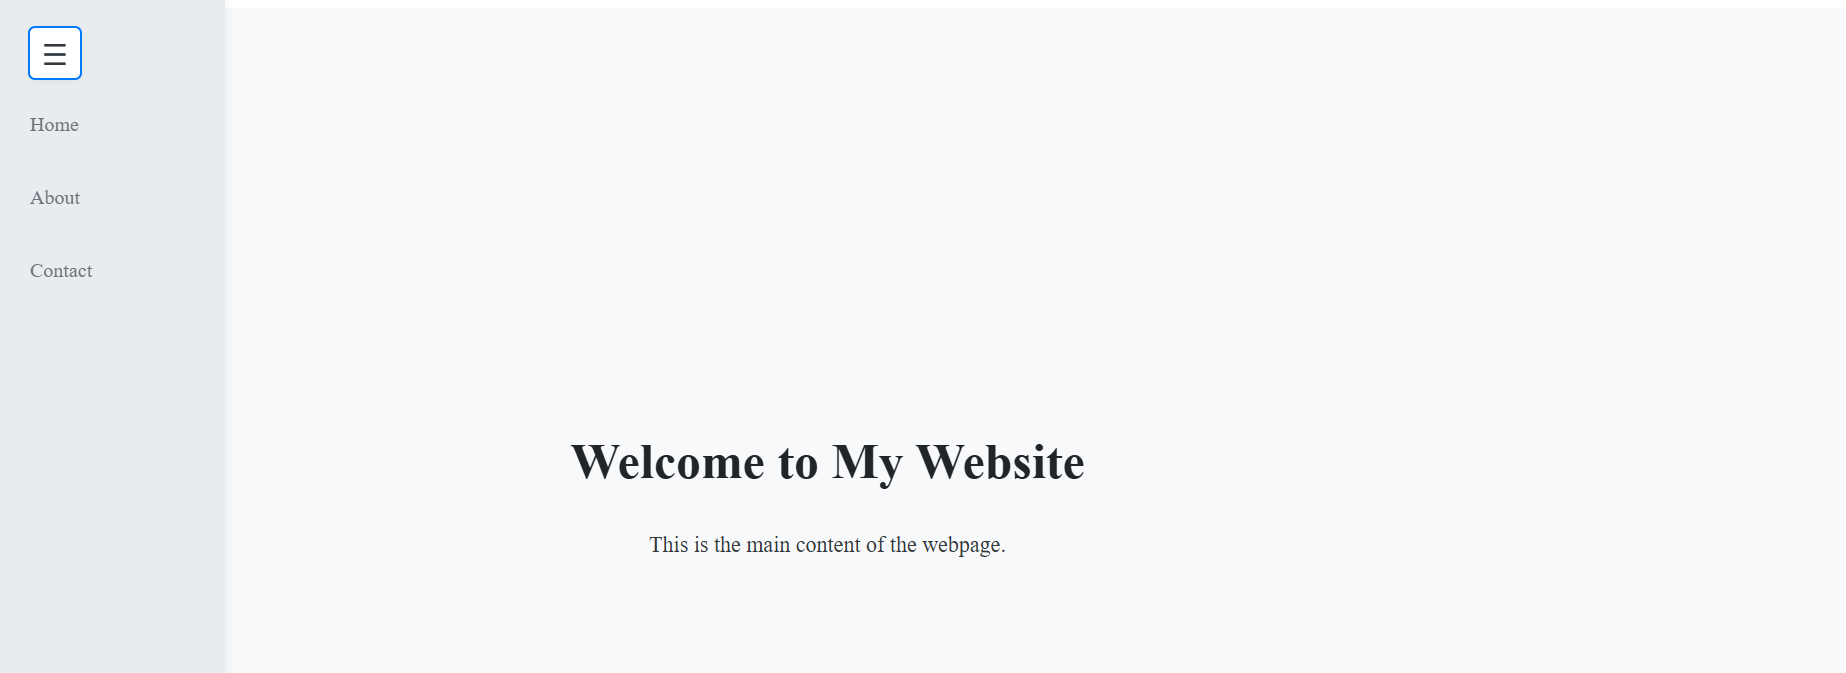 ☰
Home
About
Contact
Welcome to My Website
This is the main content of the webpage.